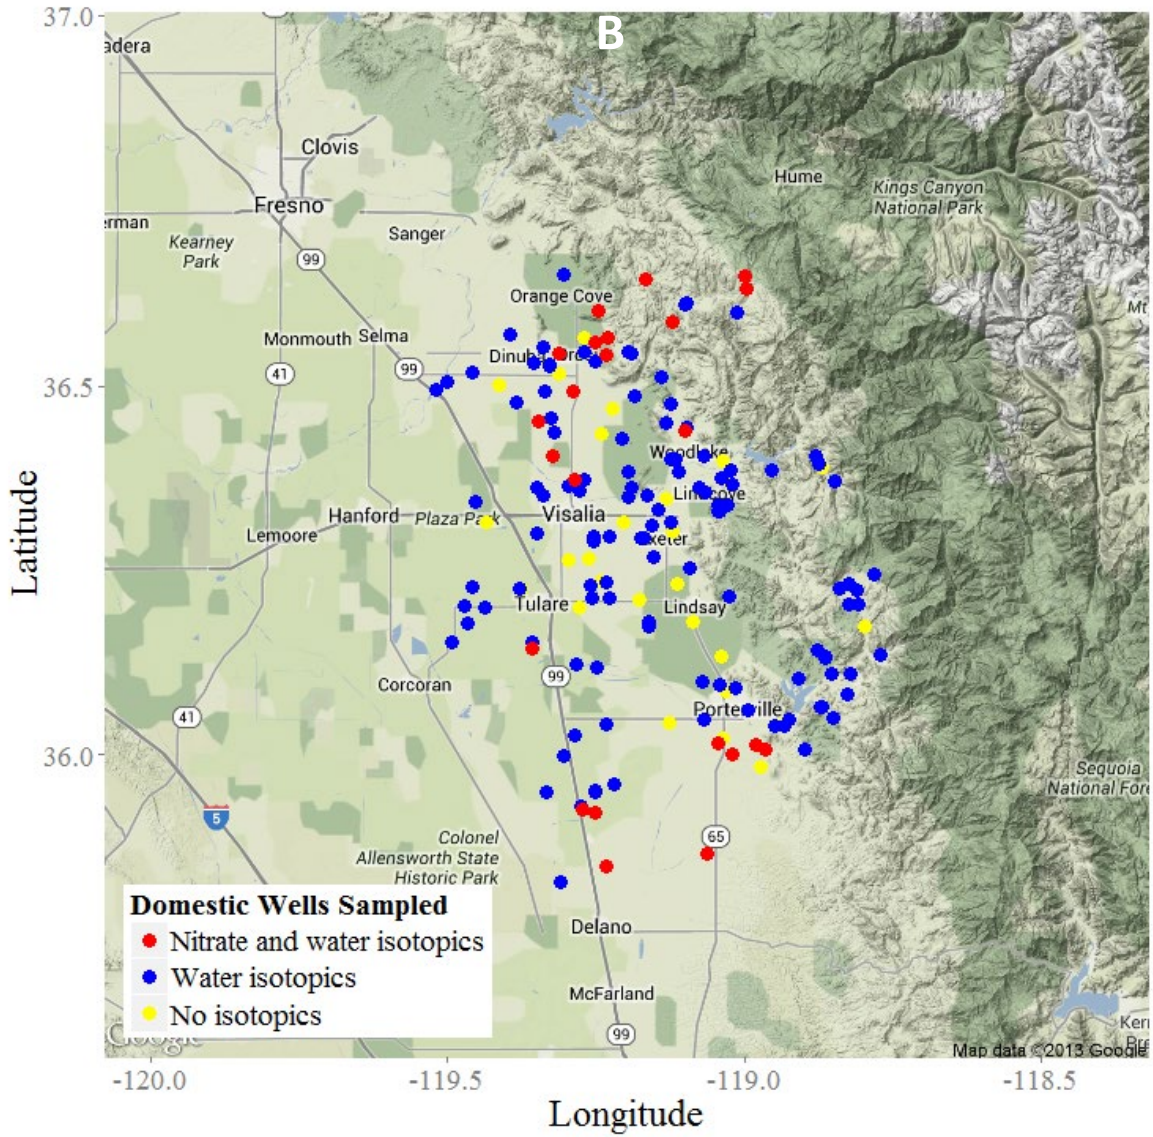 B
37.0
36.5
36.0
Latitude
adera
Clovis
Fresno
erman
Kearney
Park
Sanger
99
Hume
Kings Canyon
National Park
Orange Cove
Monmouth
Selma
Dinuba
99
41
Mt
Woodlake
Lindcove
Hanford
Plaza Park
Visalia
Lemoore
Exeter
Tulare
Lindsay
Corcoran
99
41
Porterville
Sequoia
National Fore
5
65
Colonel
Allensworth State
Historic Park
Delano
McFarland
99
Domestic Wells Sampled
Nitrate and water isotopics
Water isotopics
No isotopics
Google
Ker
Map data ©2013 Google
-120.0
-119.5
-119.0
-118.5
Longitude